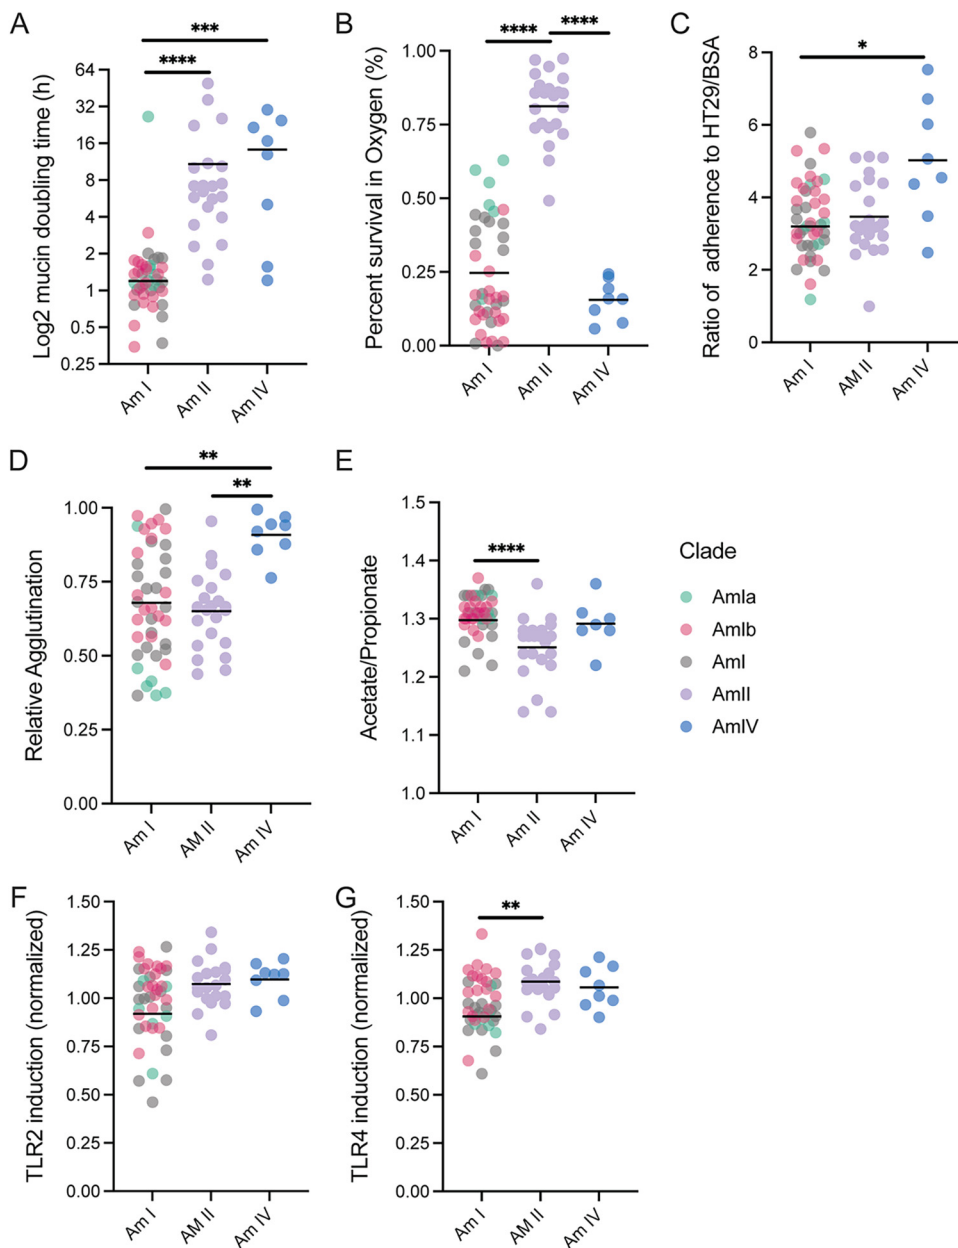 A
Log2 mucin doubling time (h)
***
****
64
32
16
8
4
2
1
0.5
0.25
Am I
Am II
Am IV
B
Percent survival in Oxygen (%)
****
****
1.00
0.75
0.50
0.25
0.00
Am I
Am II
Am IV
C
Ratio of adherence to HT29/BSA
*
8
6
4
2
0
Am I
AM II
Am IV
D
Relative Agglutination
**
**
1.00
0.75
0.50
0.25
0.00
Am I
AM II
Am IV
E
Acetate/Propionate
****
1.5
1.4
1.3
1.2
1.1
1.0
Am I
Am II
Am IV
Clade
AmIa
AmIb
AmI
AmII
AmIV
F
TLR2 induction (normalized)
1.50
1.25
1.00
0.75
0.50
0.25
0.00
Am I
AM II
Am IV
G
TLR4 induction (normalized)
**
1.50
1.25
1.00
0.75
0.50
0.25
0.00
Am I
AM II
Am IV